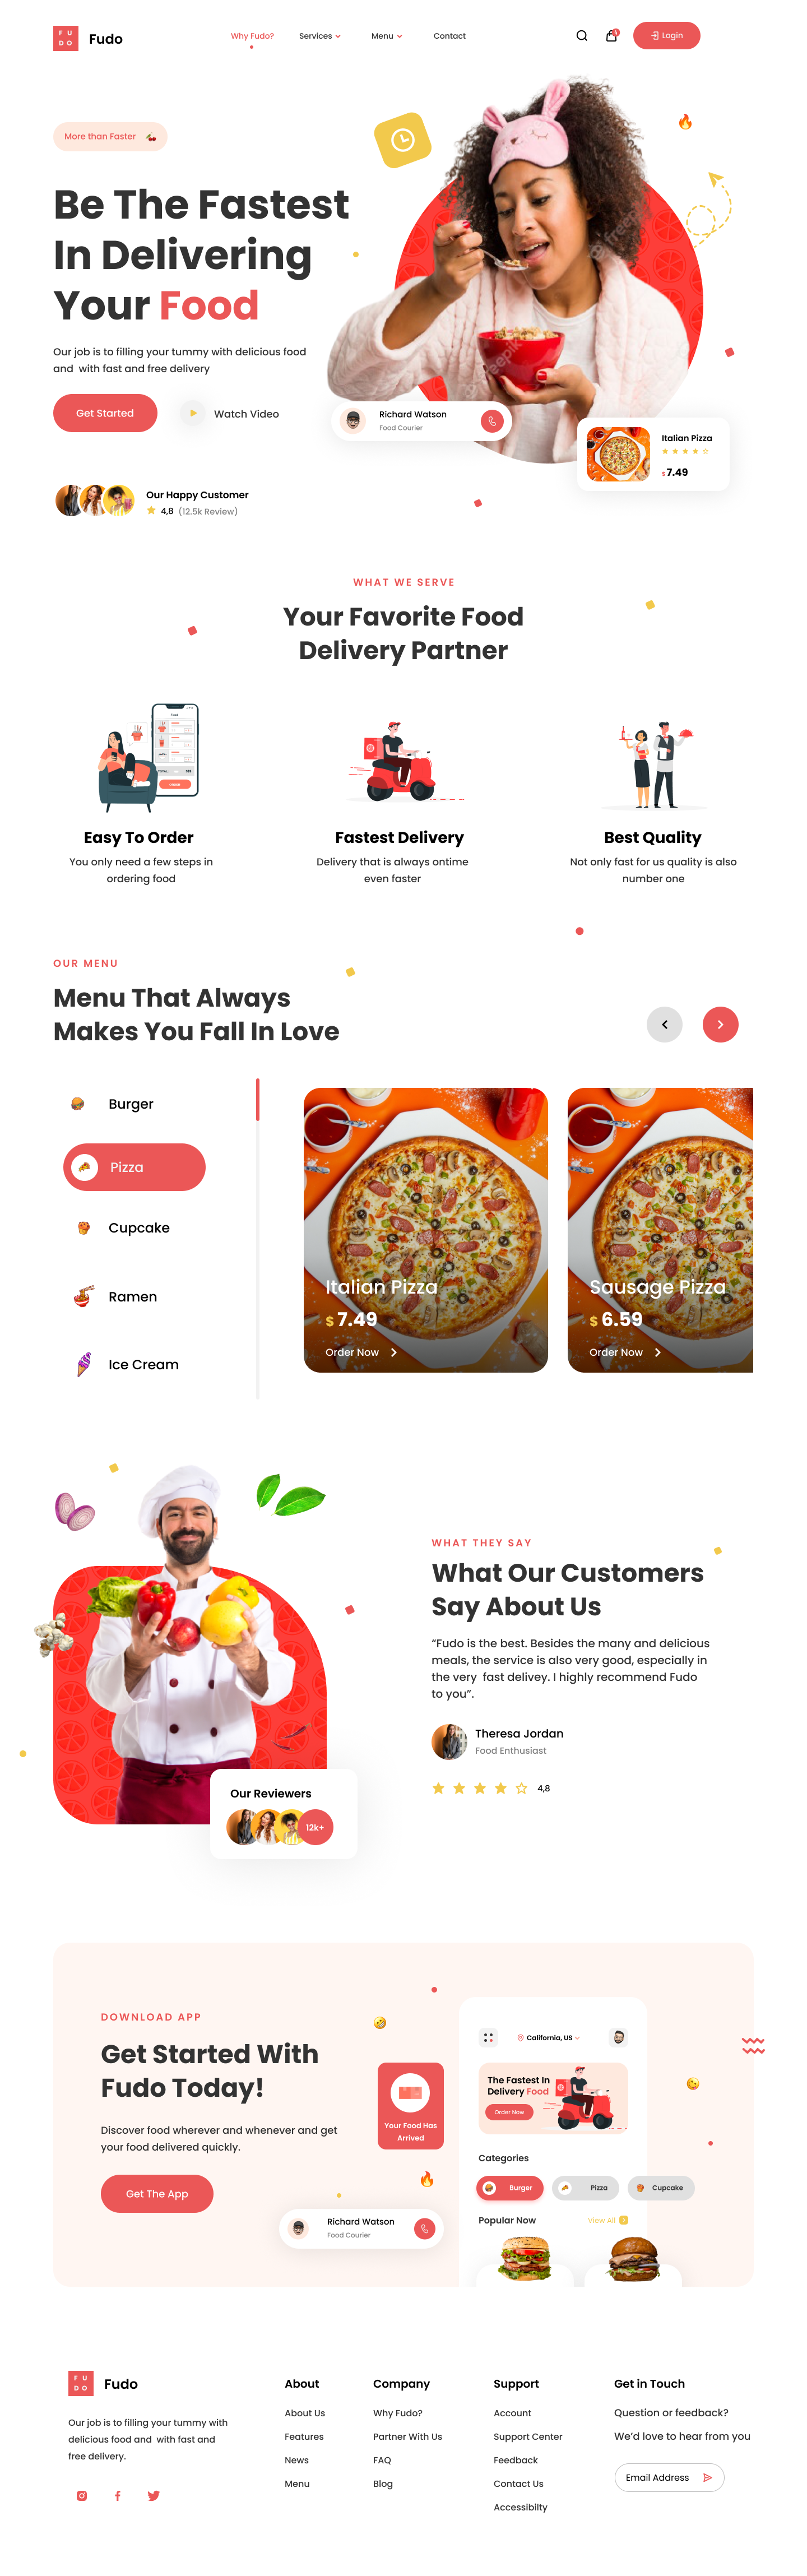 FU
DO
Fudo
Why Fudo?
Services
Menu
Contact
Login
More than Faster
Be The Fastest
In Delivering
Your Food
Our job is to filling your tummy with delicious food
and with fast and free delivery
Get Started
Watch Video
Richard Watson
Food Courier
Italian Pizza
$ 7.49
Our Happy Customer
4,8 (12.5k Review)
WHAT WE SERVE
Your Favorite Food
Delivery Partner
Easy To Order
You only need a few steps in
ordering food
Fastest Delivery
Delivery that is always ontime
even faster
Best Quality
Not only fast for us quality is also
number one
OUR MENU
Menu That Always
Makes You Fall In Love
Burger
Pizza
Cupcake
Ramen
Ice Cream
Italian Pizza
$ 7.49
Order Now
Sausage Pizza
$ 6.59
Order Now
WHAT THEY SAY
What Our Customers
Say About Us
“Fudo is the best. Besides the many and delicious
meals, the service is also very good, especially in
the very fast delivey. I highly recommend Fudo
to you”.
Theresa Jordan
Food Enthusiast
4,8
Our Reviewers
12k+
DOWNLOAD APP
Get Started With
Fudo Today!
Discover food wherever and whenever and get
your food delivered quickly.
Get The App
Your Food Has
Arrived
Richard Watson
Food Courier
California, US
The Fastest In
Delivery Food
Order Now
Categories
Burger
Pizza
Cupcake
Popular Now
View All
FU
DO
Fudo
Our job is to filling your tummy with
delicious food and with fast and
free delivery.
About
About Us
Features
News
Menu
Company
Why Fudo?
Partner With Us
FAQ
Blog
Support
Account
Support Center
Feedback
Contact Us
Accessibilty
Get in Touch
Question or feedback?
We’d love to hear from you
Email Address